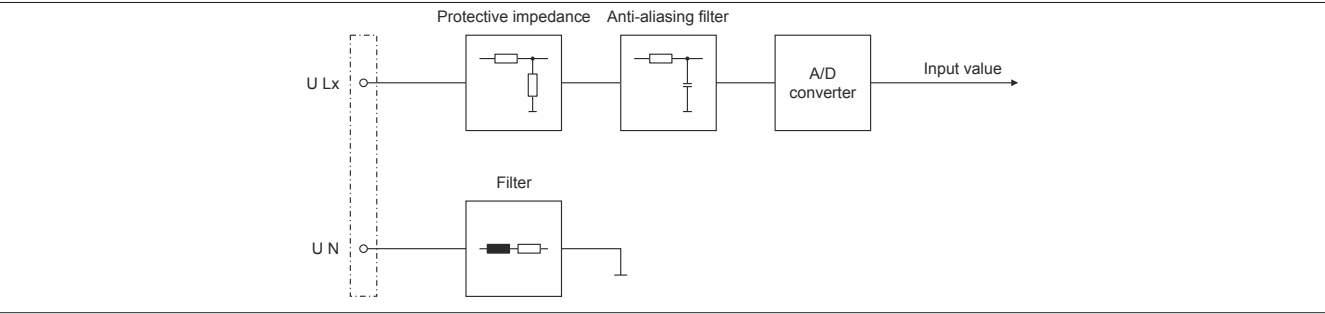 Protective impedance
Anti-aliasing filter
U Lx
A/D
converter
Input value
Filter
U N